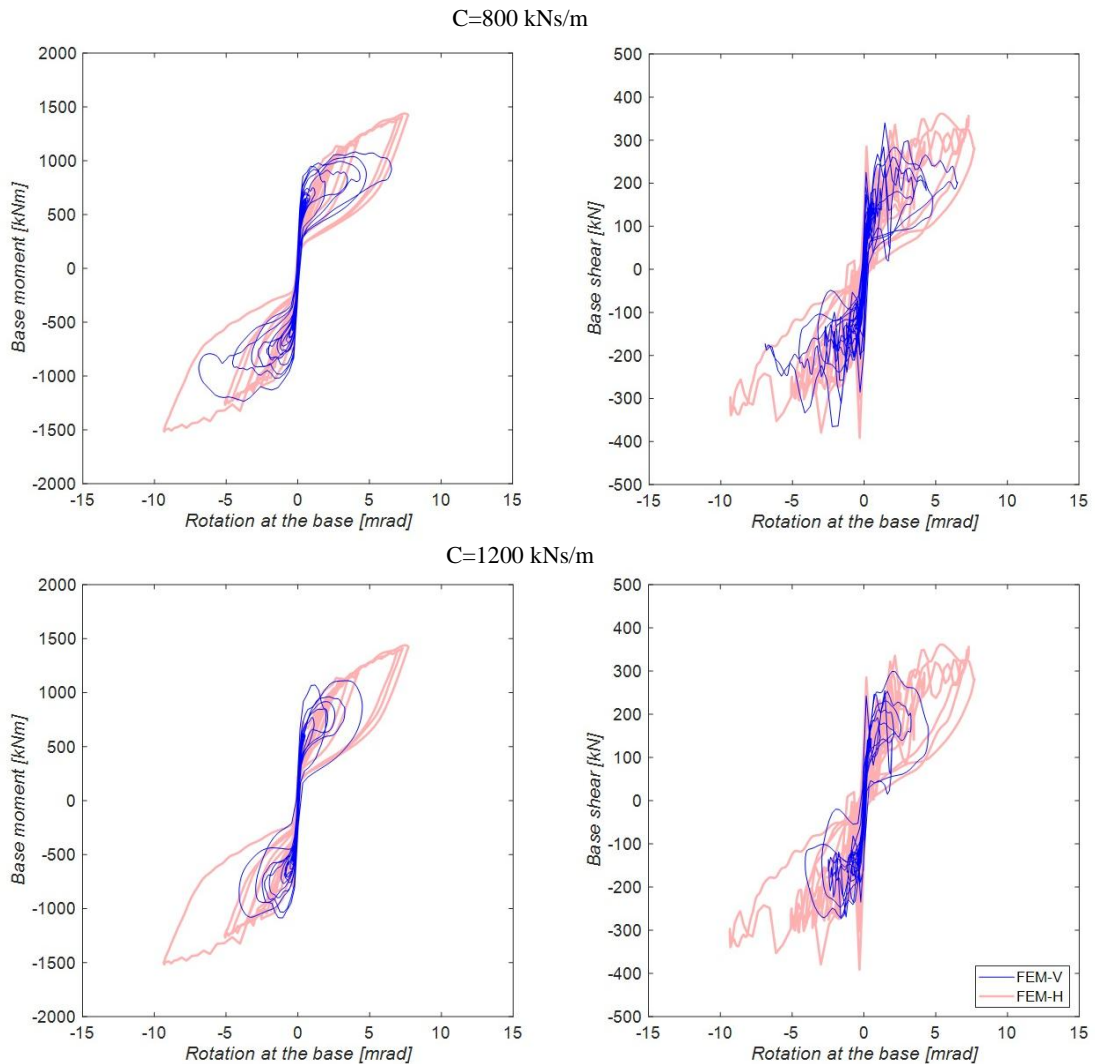 C=800 kNs/m
2000
1500
1000
500
0
-500
-1000
-1500
-2000
Base moment [kNm]
-15 -10 -5 0 5 10 15
Rotation at the base [mrad]
500
400
300
200
100
0
-100
-200
-300
-400
-500
Base shear [kN]
-15 -10 -5 0 5 10 15
Rotation at the base [mrad]
C=1200 kNs/m
2000
1500
1000
500
0
-500
-1000
-1500
-2000
Base moment [kNm]
-15 -10 -5 0 5 10 15
Rotation at the base [mrad]
500
400
300
200
100
0
-100
-200
-300
-400
-500
Base shear [kN]
-15 -10 -5 0 5 10 15
Rotation at the base [mrad]
FEM-V
FEM-H